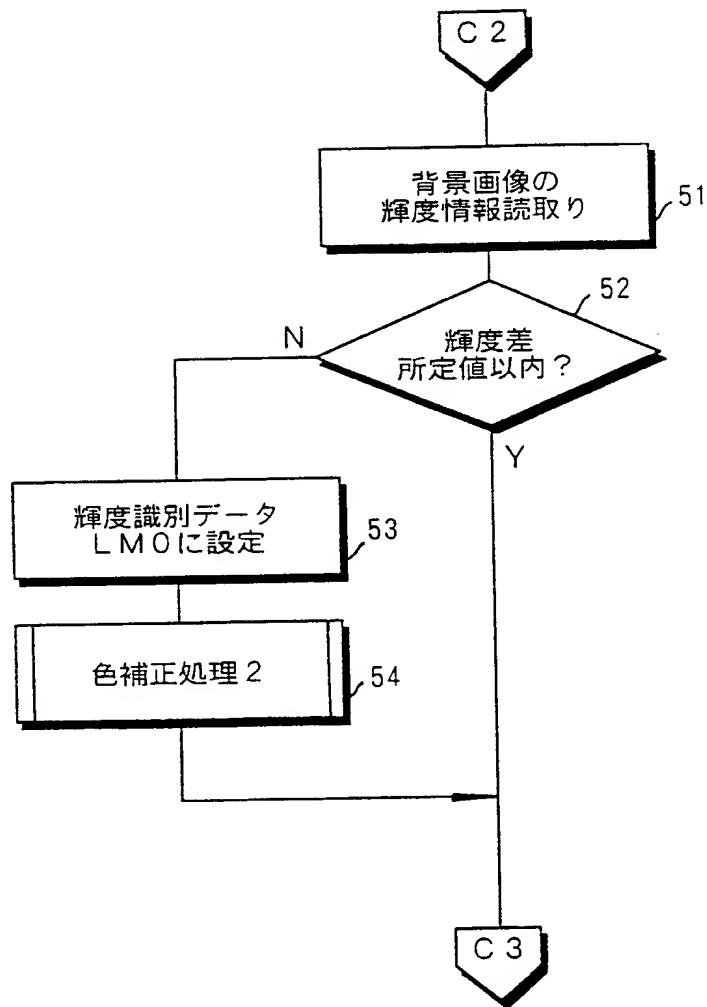 C2
背景画像の
輝度情報読取り
51
52
輝度差
所定値以内?
N
Y
輝度識別データ
LM0に設定
53
色補正処理2
54
C3